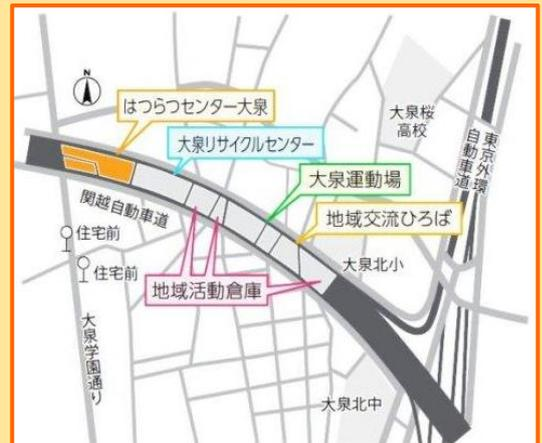 N
はつらつセンター大泉
大泉リサイクルセンター
大泉桜
高校
東京外環
自動車道
大泉運動場
関越自動車道
地域交流ひろば
住宅前
住宅前
大泉北小
地域活動倉庫
大泉学園通り
大泉北中